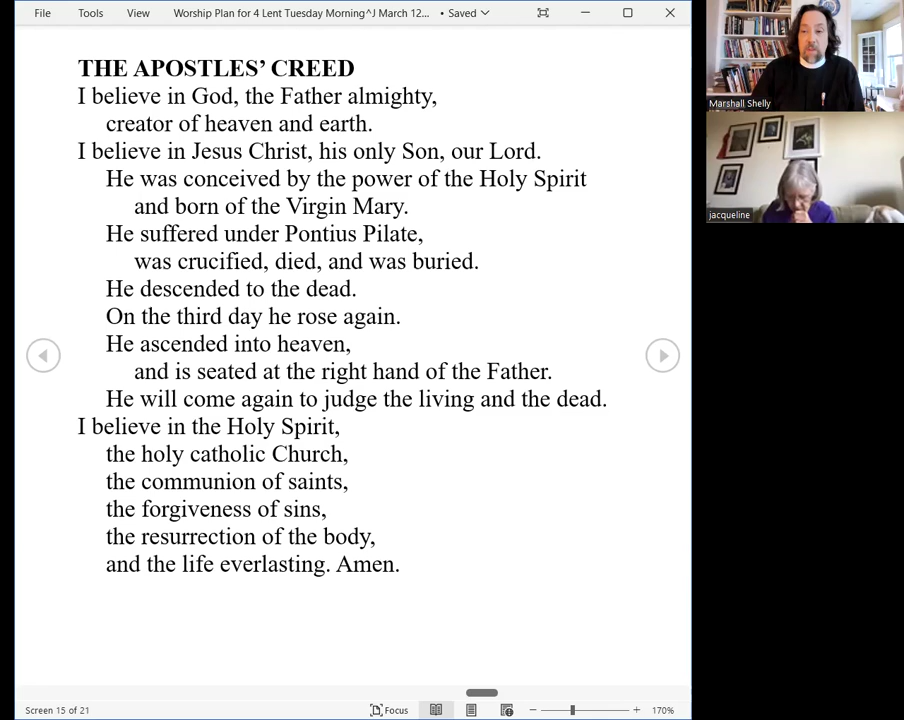 File Tools View Worship Plan for 4 Lent Tuesday Morning^J March 12... • Saved
THE APOSTLES’ CREED
I believe in God, the Father almighty,
creator of heaven and earth.
I believe in Jesus Christ, his only Son, our Lord.
He was conceived by the power of the Holy Spirit
and born of the Virgin Mary.
He suffered under Pontius Pilate,
was crucified, died, and was buried.
He descended to the dead.
On the third day he rose again.
He ascended into heaven,
and is seated at the right hand of the Father.
He will come again to judge the living and the dead.
I believe in the Holy Spirit,
the holy catholic Church,
the communion of saints,
the forgiveness of sins,
the resurrection of the body,
and the life everlasting. Amen.
Screen 15 of 21 Focus 170%
Marshall Shelly
jacqueline